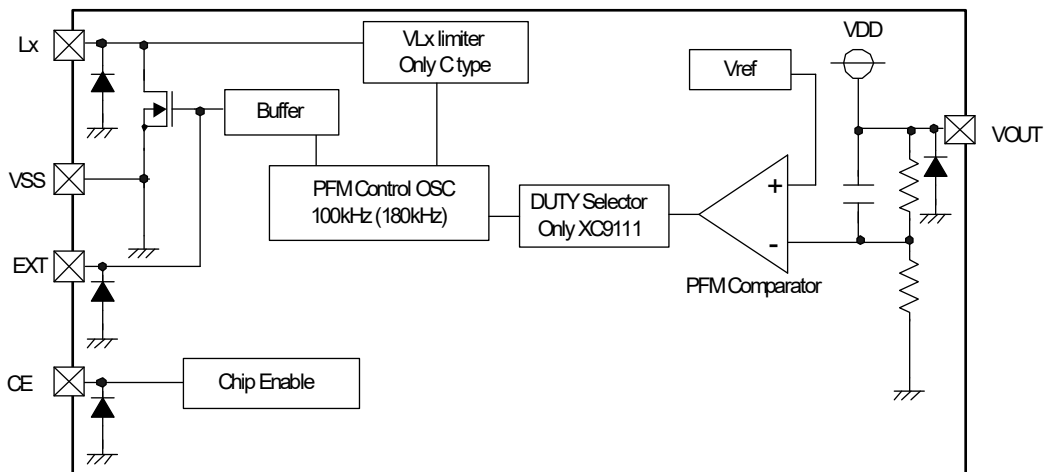 Lx
VLx limiter
Only C type
VDD
Vref
Buffer
VOUT
VSS
PFM Control OSC
100kHz (180kHz)
DUTY Selector
Only XC9111
+
-
PFM Comparator
EXT
CE
Chip Enable